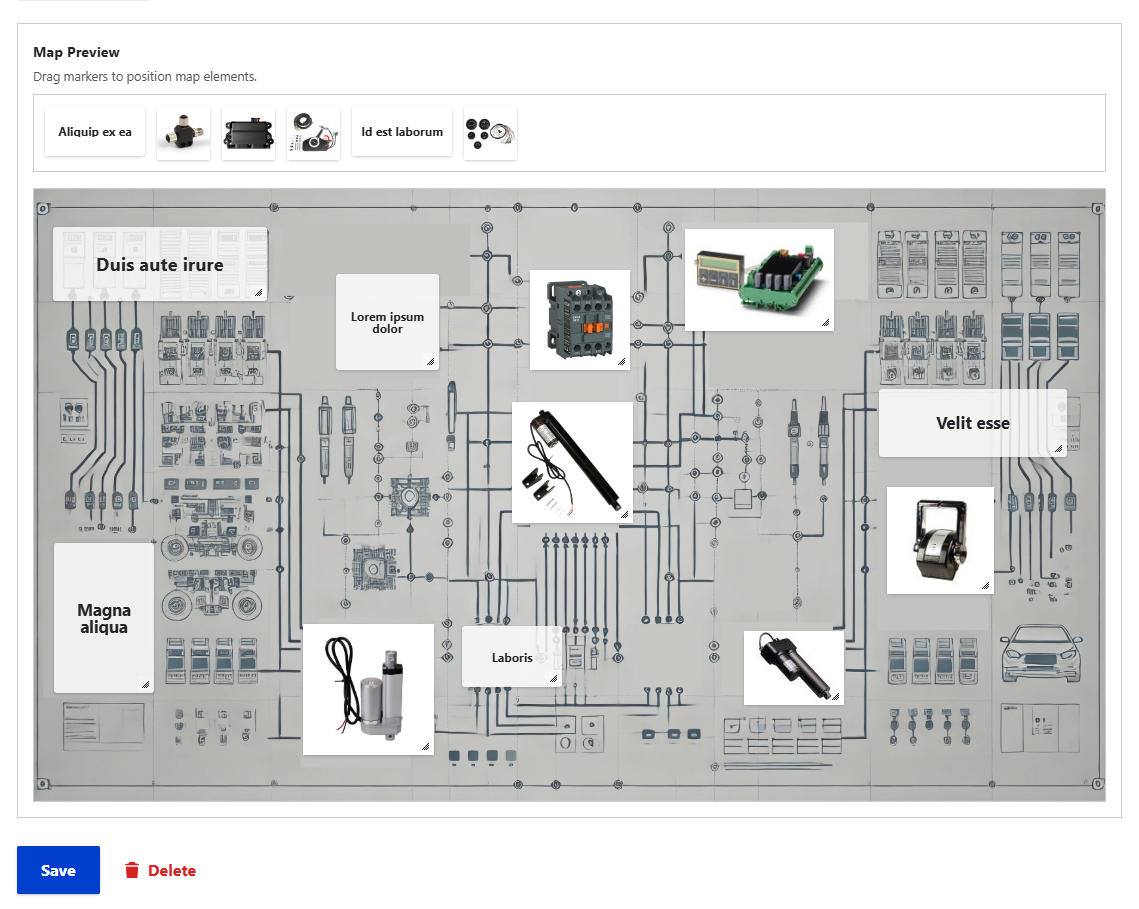 Map Preview
Drag markers to position map elements.
Aliquip ex ea
Id est laborum
Duis aute irure
Lorem ipsum
dolor
Velit esse
Magna
aliqua
Laboris
Save
Delete